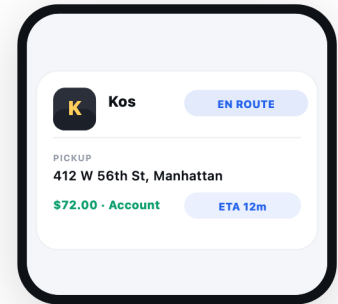 K
Kos
EN ROUTE
PICKUP
412 W 56th St, Manhattan
$72.00 · Account
ETA 12m